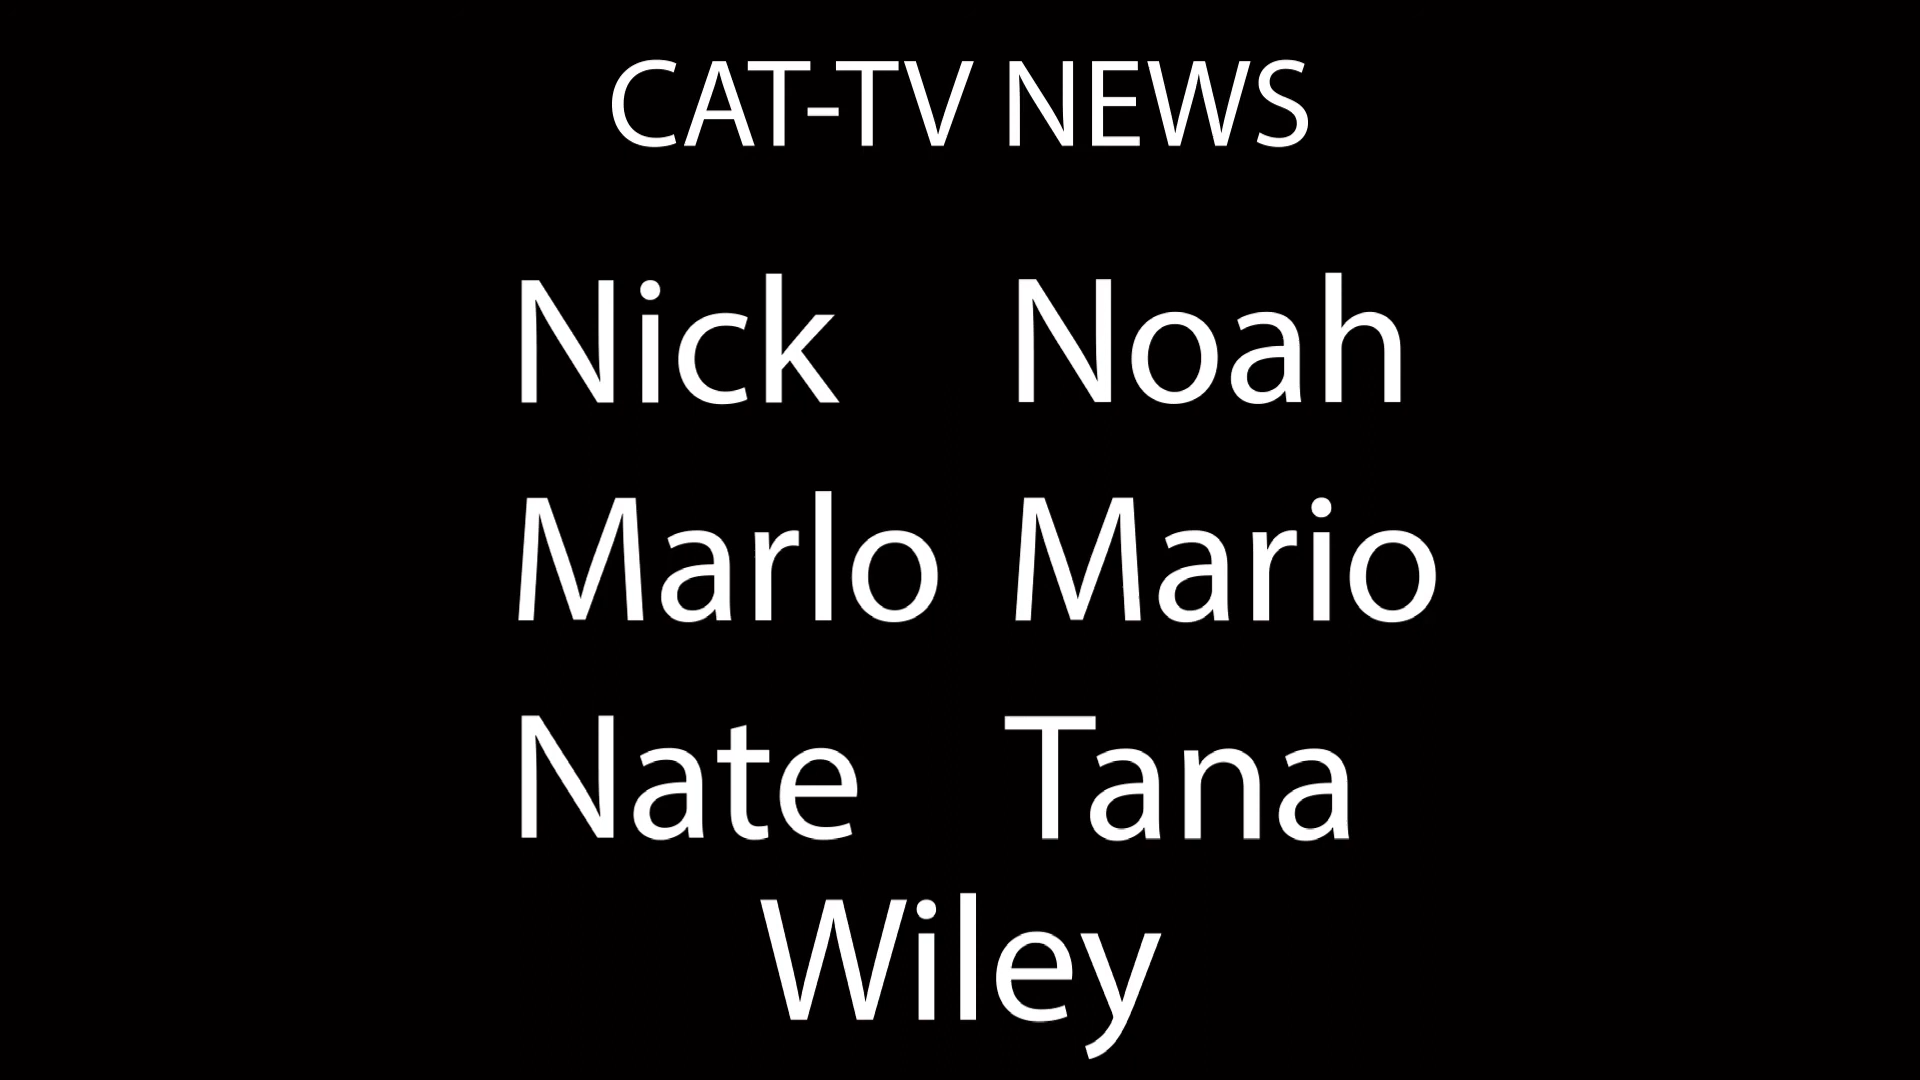 CAT-TV NEWS
Nick Noah
Marlo Mario
Nate Tana
Wiley